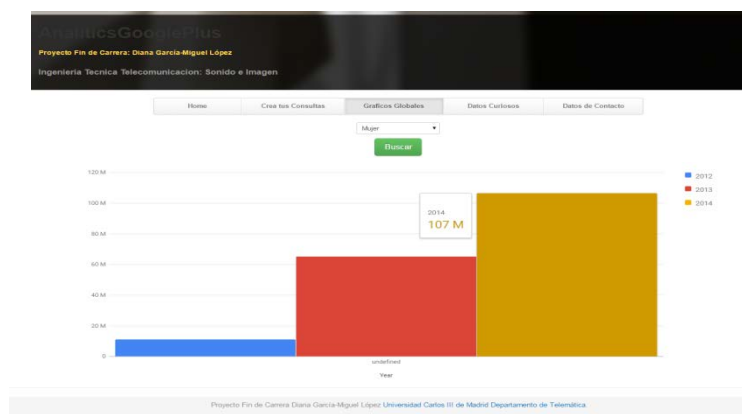 AnaliticsGooglePlus
Proyecto Fin de Carrera: Diana García-Miguel López
Ingenieria Tecnica Telecomunicacion: Sonido e Imagen
Home Crea tus Consultas Graficos Globales Datos Curiosos Datos de Contacto
Mujer
Buscar
120 M
100 M
80 M
60 M
40 M
20 M
0
2014
107 M
2012
2013
2014
undefined
Year
Proyecto Fin de Carrera Diana García-Miguel López Universidad Carlos III de Madrid Departamento de Telemática